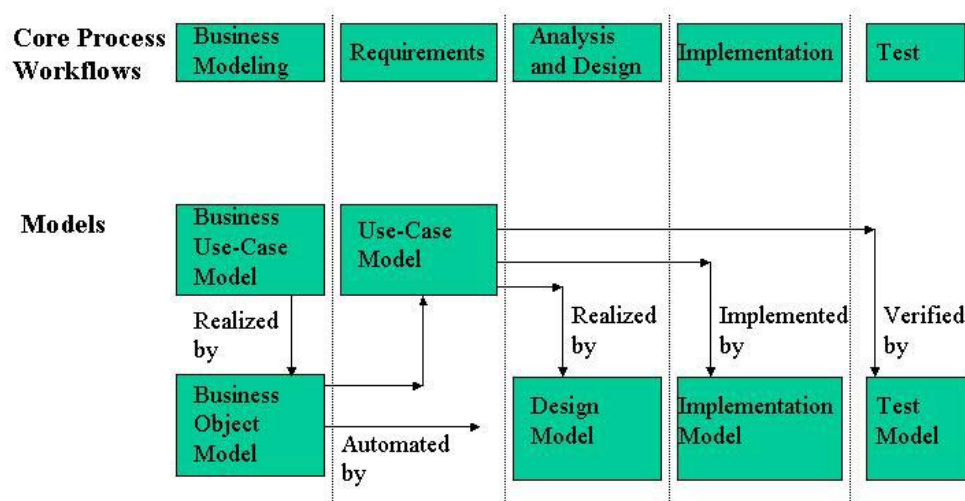 Core Process
Workflows
Business
Modeling
Requirements
Analysis
and Design
Implementation
Test
Models
Business
Use-Case
Model
Use-Case
Model
Realized
by
Realized
by
Implemented
by
Verified
by
Business
Object
Model
Automated
by
Design
Model
Implementation
Model
Test
Model